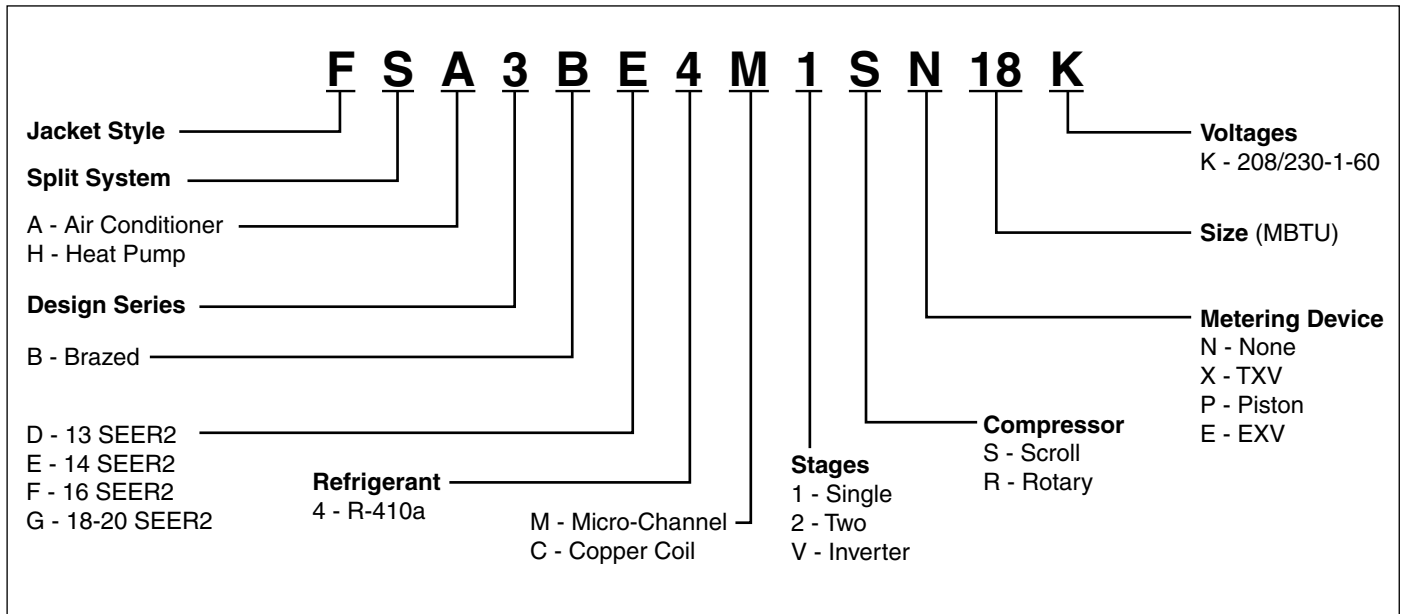 F S A 3 B E 4 M 1 S N 18 K
Jacket Style
Split System
A - Air Conditioner
H - Heat Pump
Design Series
B - Brazed
D - 13 SEER2
E - 14 SEER2
F - 16 SEER2
G - 18-20 SEER2
Refrigerant
4 - R-410a
M - Micro-Channel
C - Copper Coil
Stages
1 - Single
2 - Two
V - Inverter
Compressor
S - Scroll
R - Rotary
Metering Device
N - None
X - TXV
P - Piston
E - EXV
Size (MBTU)
Voltages
K - 208/230-1-60